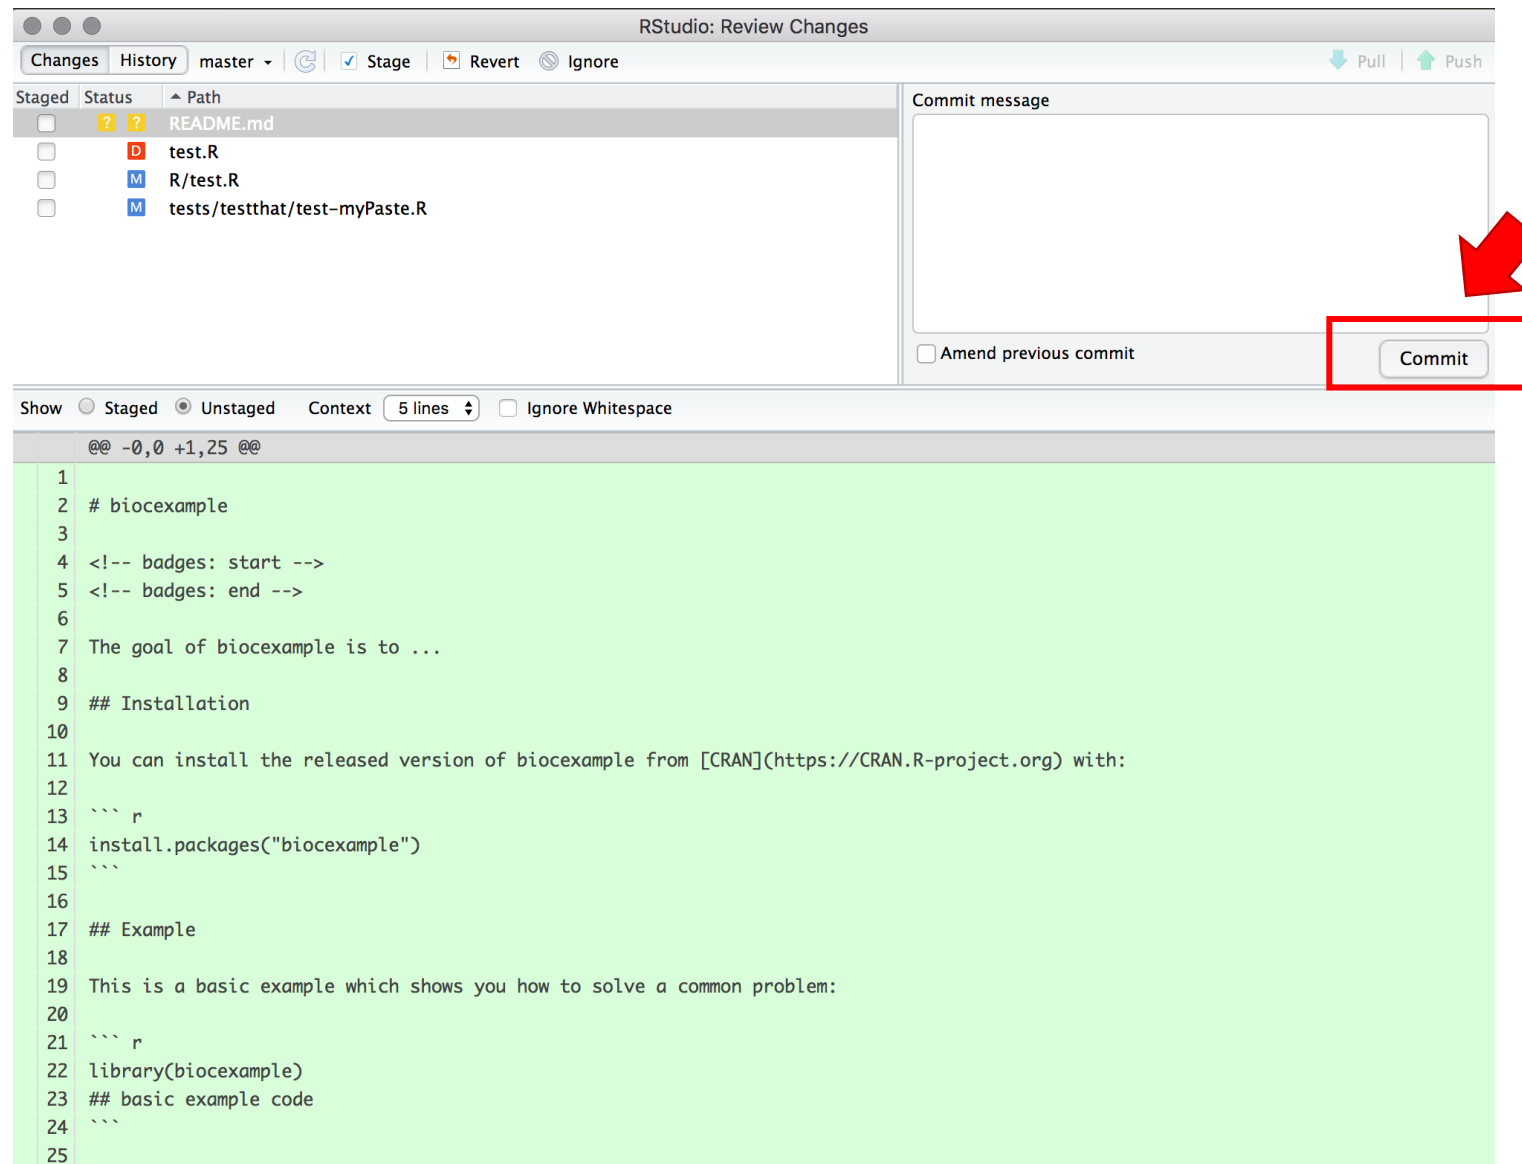 RStudio: Review Changes
Changes History master Stage Revert Ignore Pull Push
Staged Status Path
Commit message
? ? README.md
D test.R
M R/test.R
M tests/testthat/test-myPaste.R
Amend previous commit
Commit
Show Staged Unstaged Context 5 lines Ignore Whitespace
@@ -0,0 +1,25 @@
1
2 # biocexample
3
4 <!-- badges: start -->
5 <!-- badges: end -->
6
7 The goal of biocexample is to ...
8
9 ## Installation
10
11 You can install the released version of biocexample from [CRAN](https://CRAN.R-project.org) with:
12
13 ``` r
14 install.packages("biocexample")
15 ```
16
17 ## Example
18
19 This is a basic example which shows you how to solve a common problem:
20
21 ``` r
22 library(biocexample)
23 ## basic example code
24 ```
25